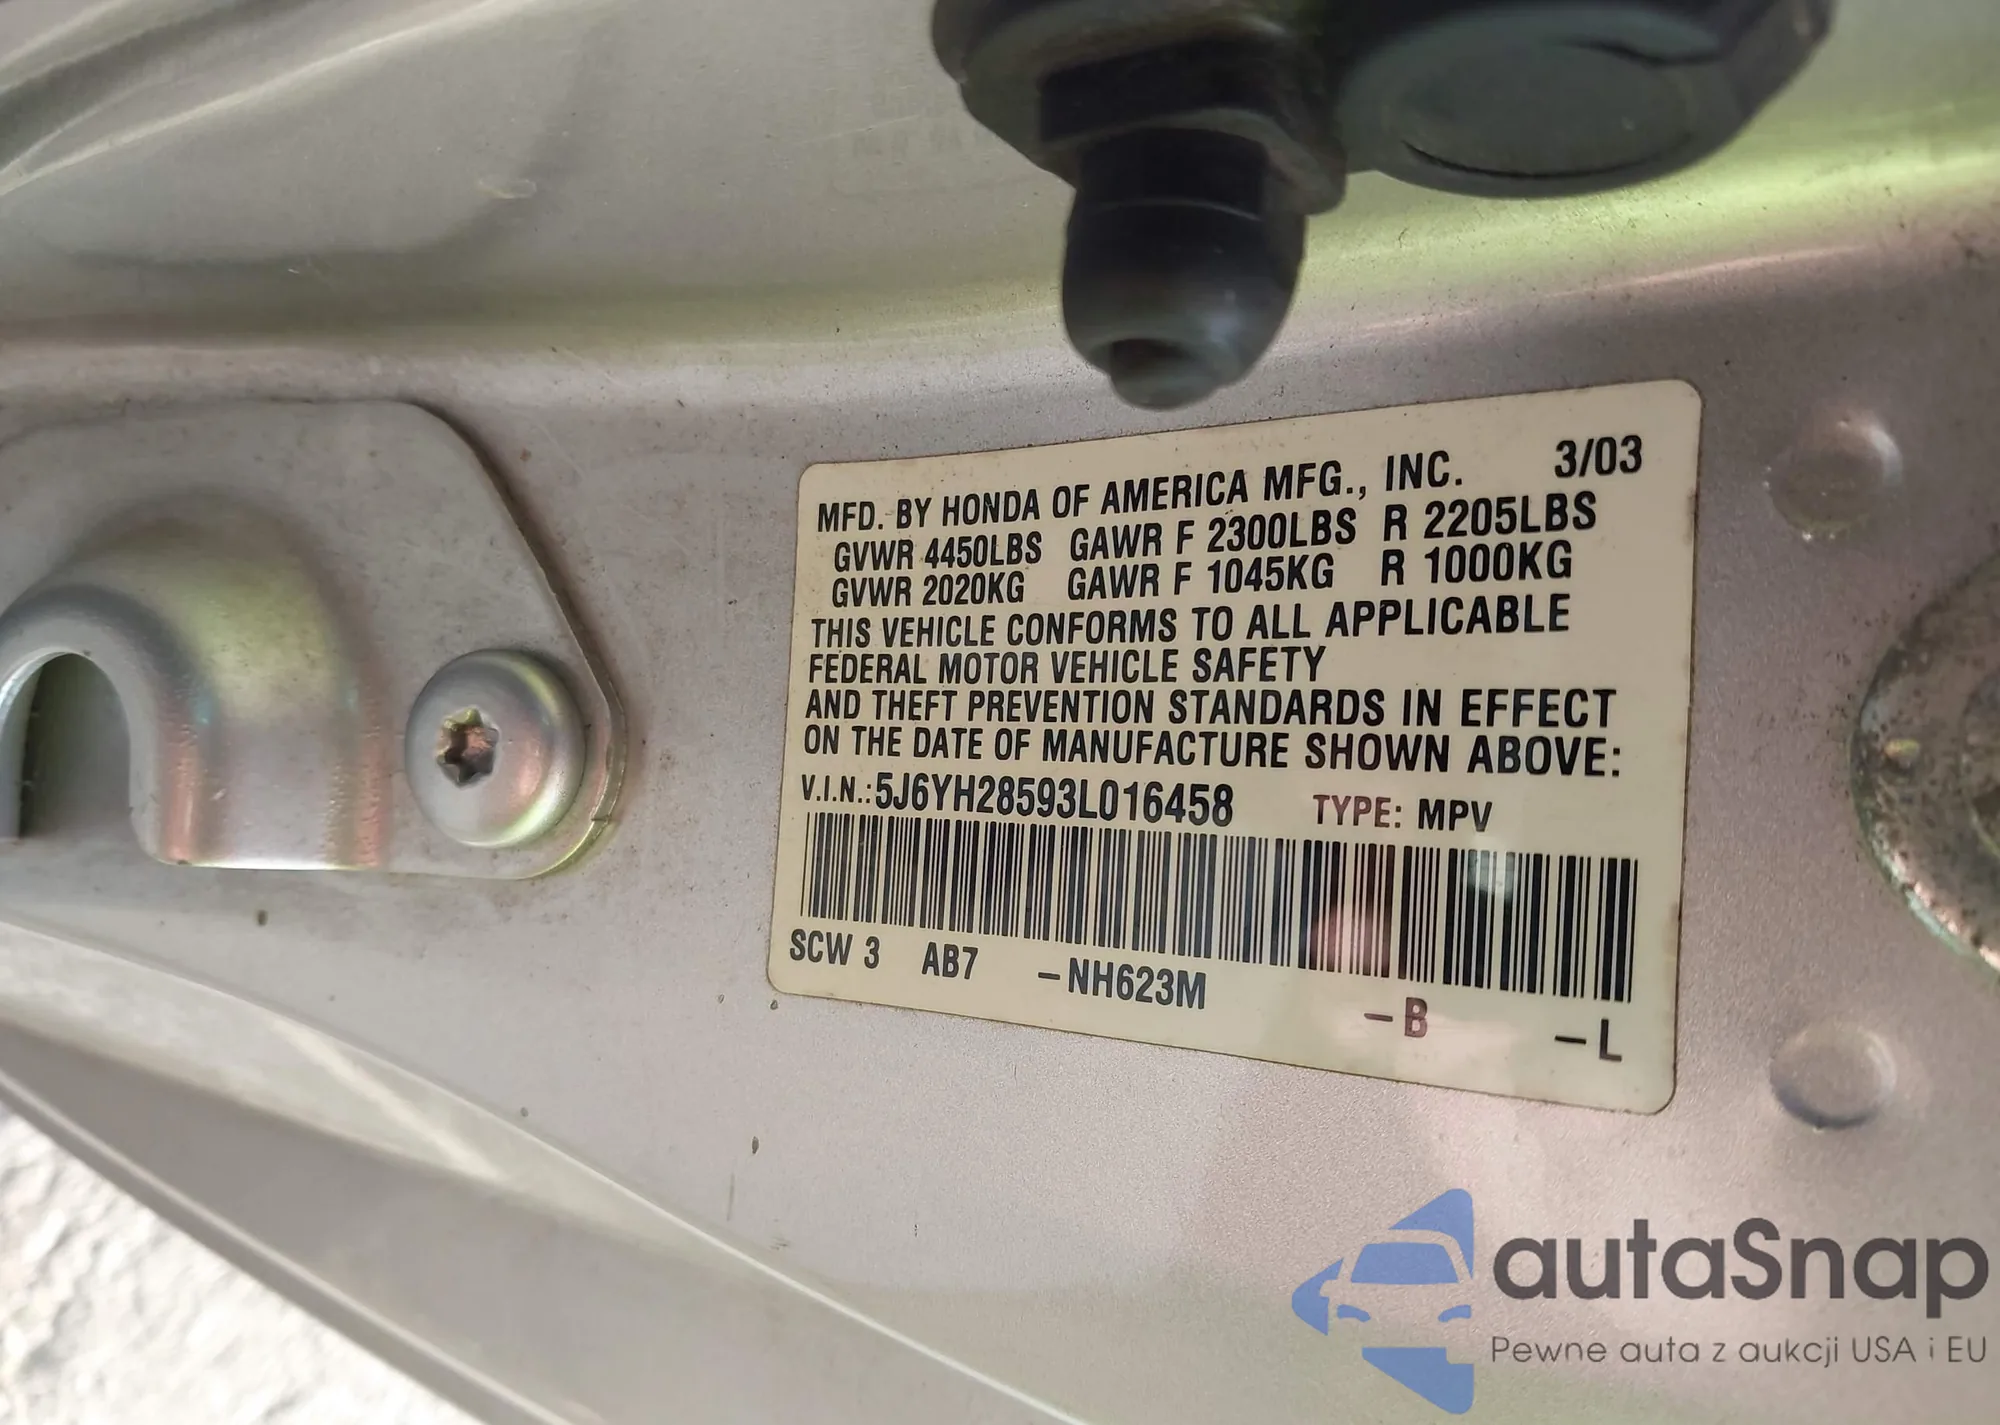 MFD. BY HONDA OF AMERICA MFG., INC. 3/03
GVWR 4450LBS GAWR F 2300LBS R 2205LBS
GVWR 2020KG GAWR F 1045KG R 1000KG
THIS VEHICLE CONFORMS TO ALL APPLICABLE
FEDERAL MOTOR VEHICLE SAFETY
AND THEFT PREVENTION STANDARDS IN EFFECT
ON THE DATE OF MANUFACTURE SHOWN ABOVE:
V.I.N.: 5J6YH28593L016458 TYPE: MPV
SCW 3 AB7 -NH623M -B -L
autaSnap
Pewne auta z aukcji USA i EU